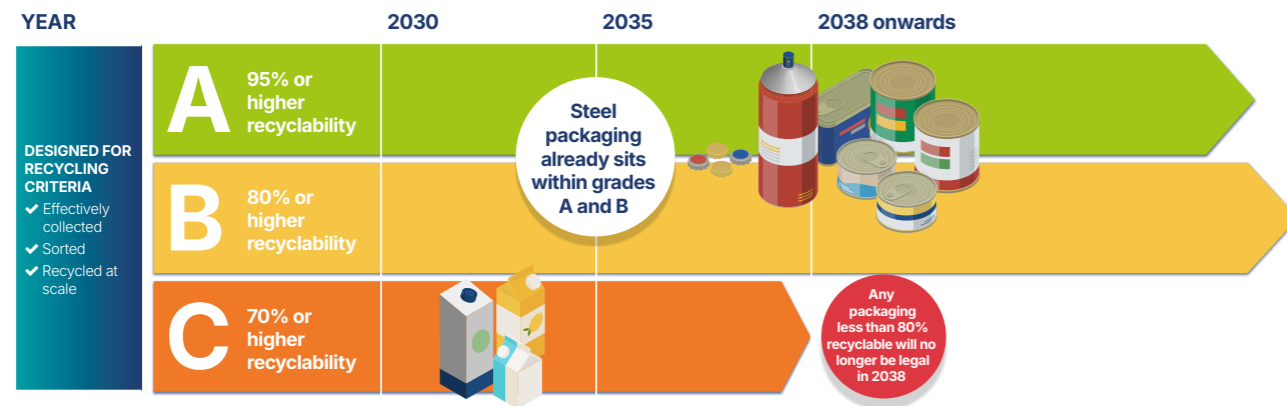 YEAR
2030
2035
2038 onwards
DESIGNED FOR
RECYCLING
CRITERIA
✔ Effectively
collected
✔ Sorted
✔ Recycled at
scale
A
95% or
higher
recyclability
B
80% or
higher
recyclability
C
70% or
higher
recyclability
Steel
packaging
already sits
within grades
A and B
Any
packaging
less than 80%
recyclable will no
longer be legal
in 2038